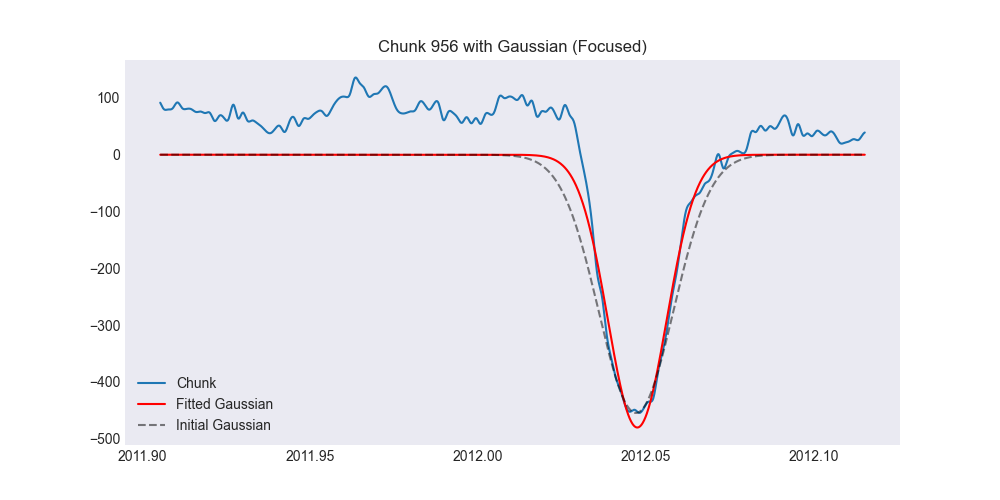 Chunk 956 with Gaussian (Focused)
100
0
−100
−200
−300
−400
−500
Chunk
Fitted Gaussian
Initial Gaussian
2011.90 2011.95 2012.00 2012.05 2012.10